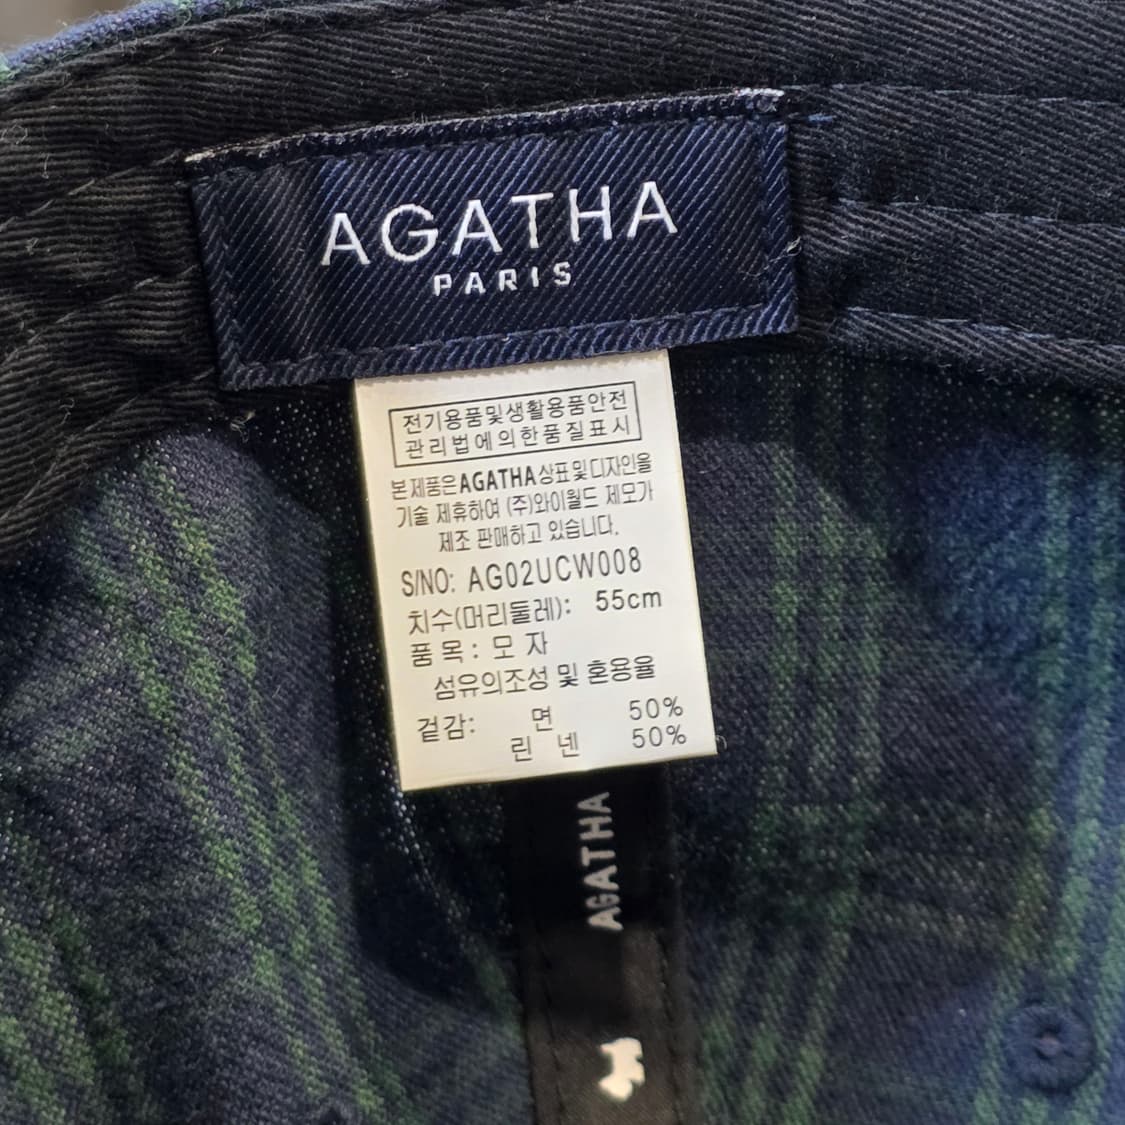 AGATHA
PARIS
전기용품및생활용품안전
관리법에의한품질표시
본 제품은AGATHA상표및디자인을
기술 제휴하여 (주)와이월드 제모가
제조 판매하고 있습니다.
S/NO: AG02UCW008
치수(머리둘레): 55cm
품 목 : 모 자
섬유의조성 및 혼용율
겉감: 면 50%
린 넨 50%
AGATHA